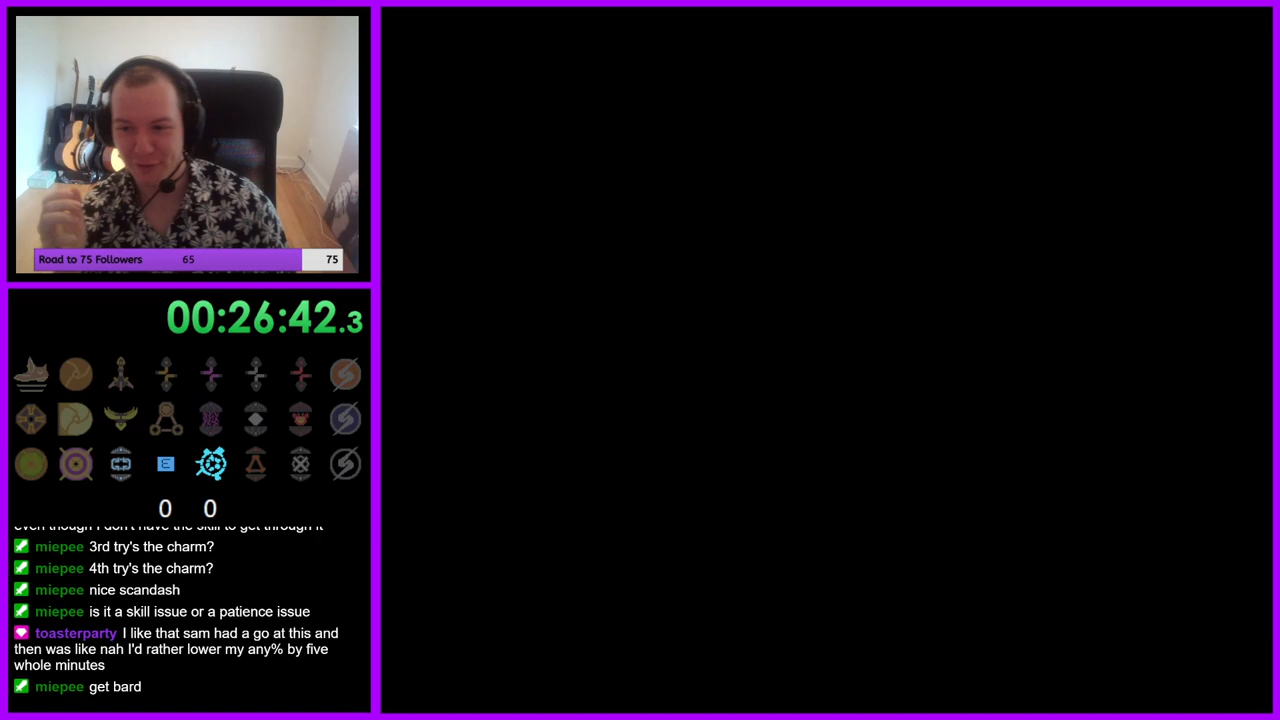 Road to 75 Followers 65 75
00:26:42.3
0 0
even though I don't have the skill to get through it
miepee 3rd try's the charm?
miepee 4th try's the charm?
miepee nice scandash
miepee is it a skill issue or a patience issue
toasterparty I like that sam had a go at this and
then was like nah I'd rather lower my any% by five
whole minutes
miepee get bard